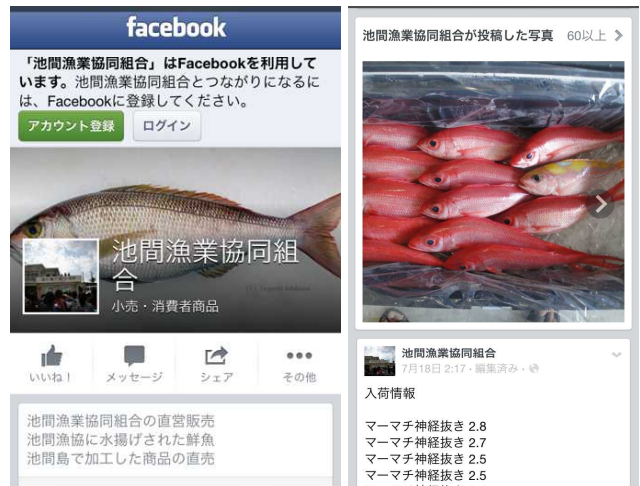 facebook
「池間漁業協同組合」はFacebookを利用して
います。池間漁業協同組合とつながりになるに
は、Facebookに登録してください。
アカウント登録
ログイン
池間漁業協同組
合
小売・消費者商品
いいね！
メッセージ
シェア
その他
池間漁業協同組合の直営販売
池間漁協に水揚げされた鮮魚
池間島で加工した商品の直売
池間漁業協同組合が投稿した写真 60以上
池間漁業協同組合
7月18日 2:17・編集済み・
入荷情報
マーマチ神経抜き 2.8
マーマチ神経抜き 2.7
マーマチ神経抜き 2.5
マーマチ神経抜き 2.5